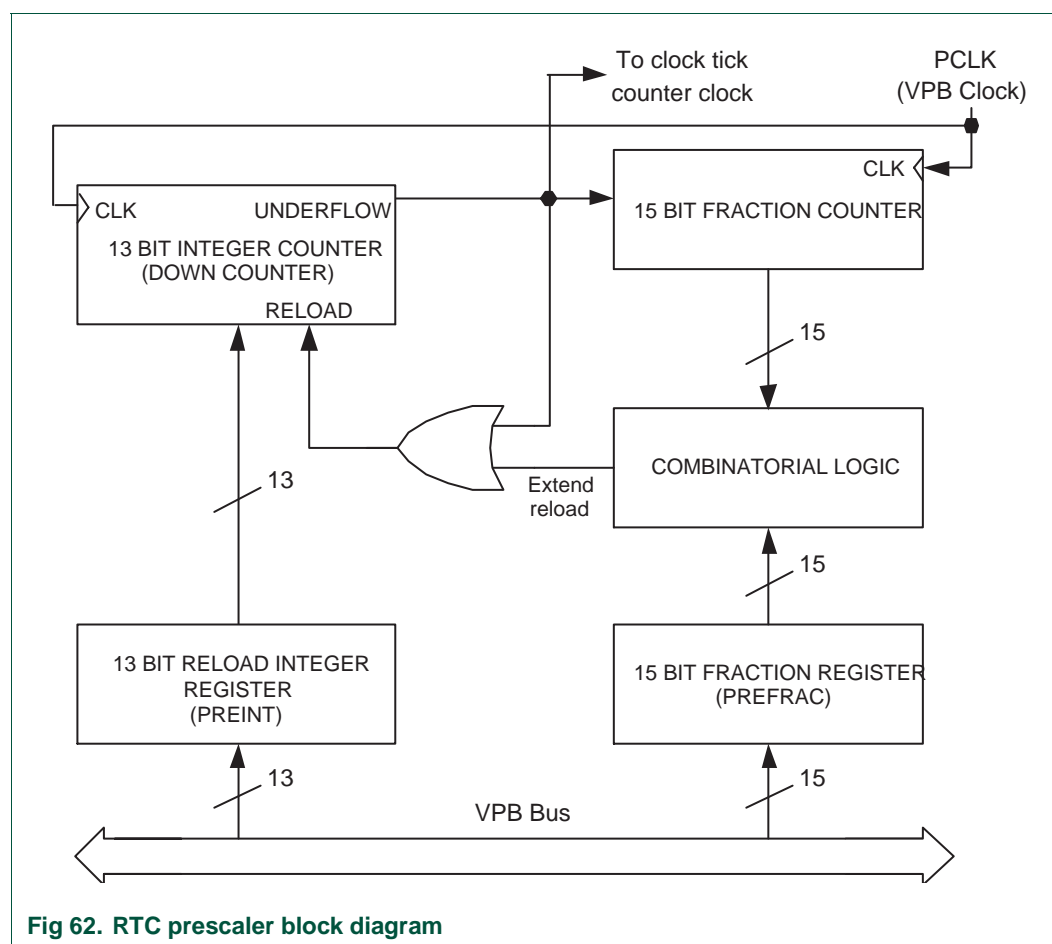 To clock tick
counter clock
PCLK
(VPB Clock)
CLK
UNDERFLOW
13 BIT INTEGER COUNTER
(DOWN COUNTER)
RELOAD
CLK
15 BIT FRACTION COUNTER
15
COMBINATORIAL LOGIC
Extend
reload
13
15
13 BIT RELOAD INTEGER
REGISTER
(PREINT)
15 BIT FRACTION REGISTER
(PREFRAC)
13
15
VPB Bus
Fig 62. RTC prescaler block diagram